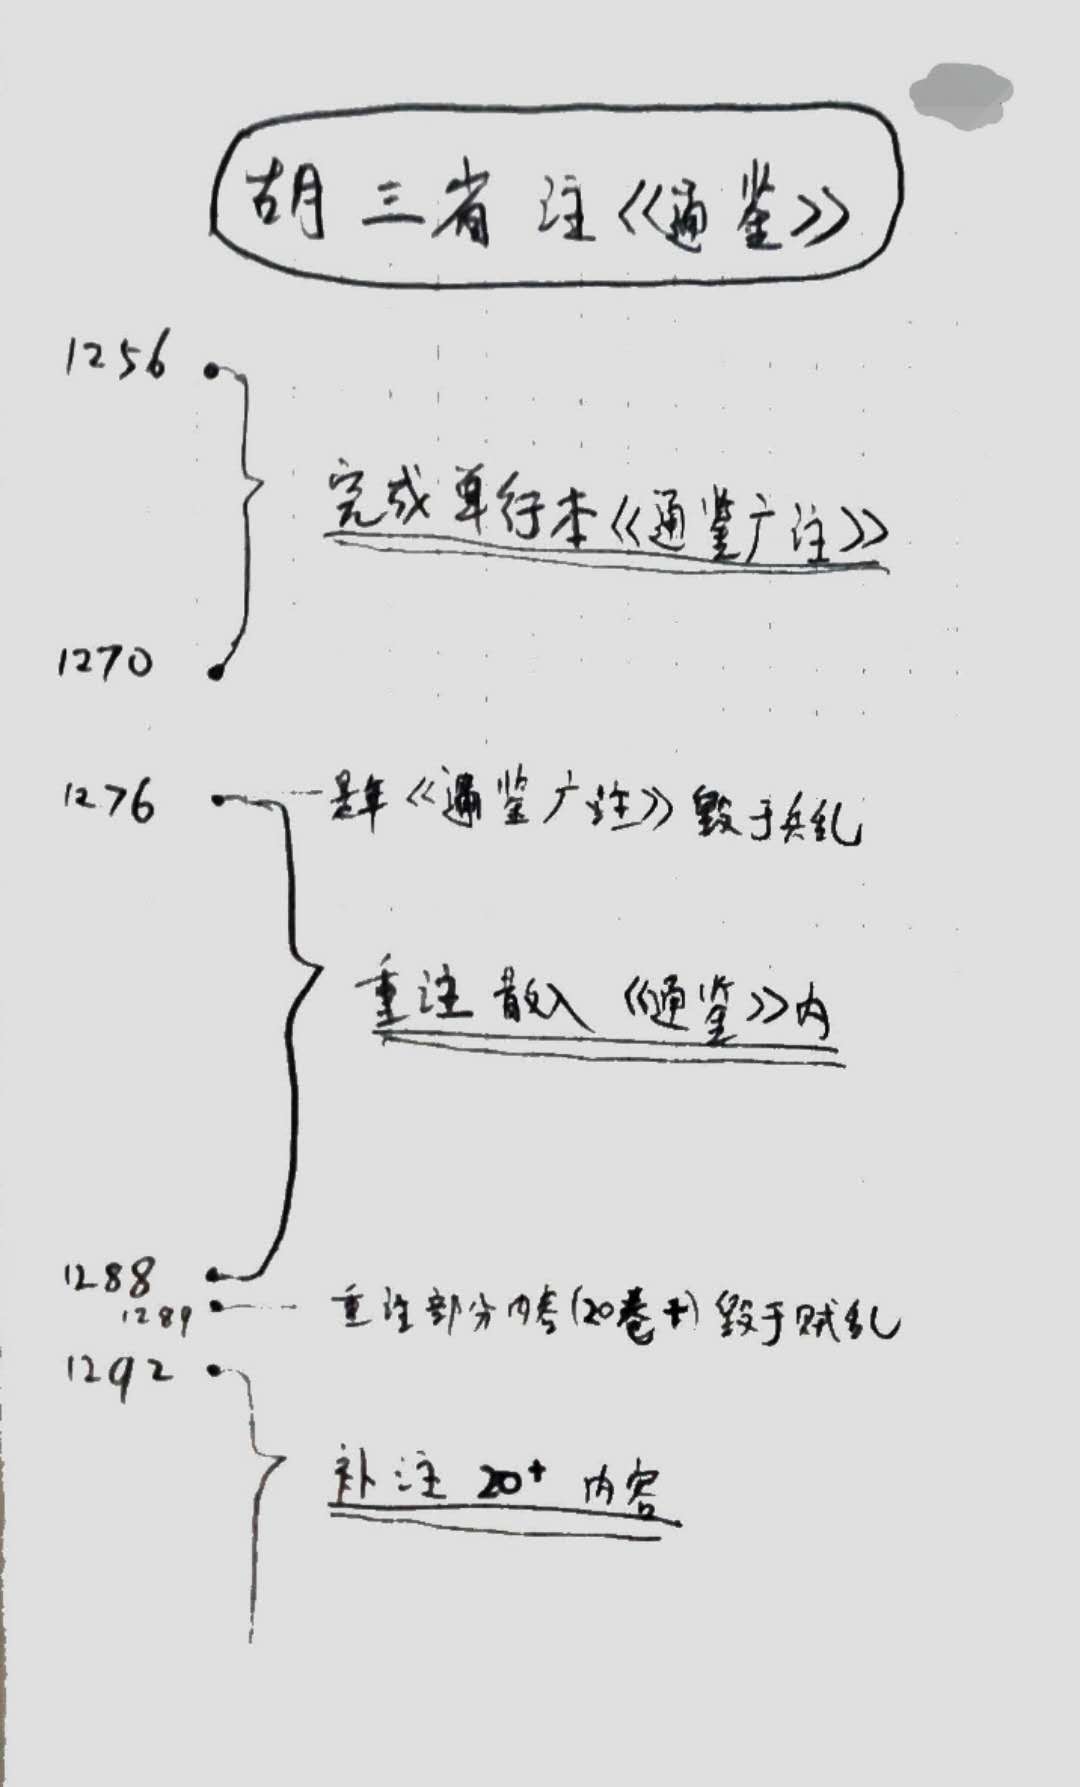 胡三省注《通鉴》
1256
完成单行本《通鉴广注》
1270
1276 是年《通鉴广注》毁于兵乱
重注散入《通鉴》内
1288
1289 重注部分内容(20卷+)毁于贼乱
1292
补注 20+ 内容